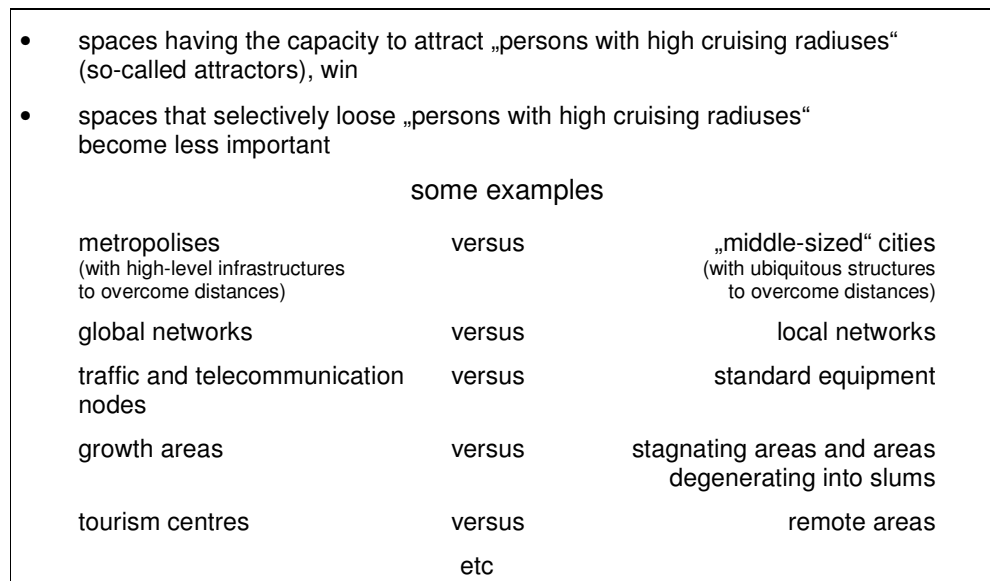 • spaces having the capacity to attract „persons with high cruising radiuses“
(so-called attractors), win
• spaces that selectively loose „persons with high cruising radiuses“
become less important
some examples
metropolises versus „middle-sized“ cities
(with high-level infrastructures (with ubiquitous structures
to overcome distances) to overcome distances)
global networks versus local networks
traffic and telecommunication versus standard equipment
nodes
growth areas versus stagnating areas and areas
degenerating into slums
tourism centres versus remote areas
etc